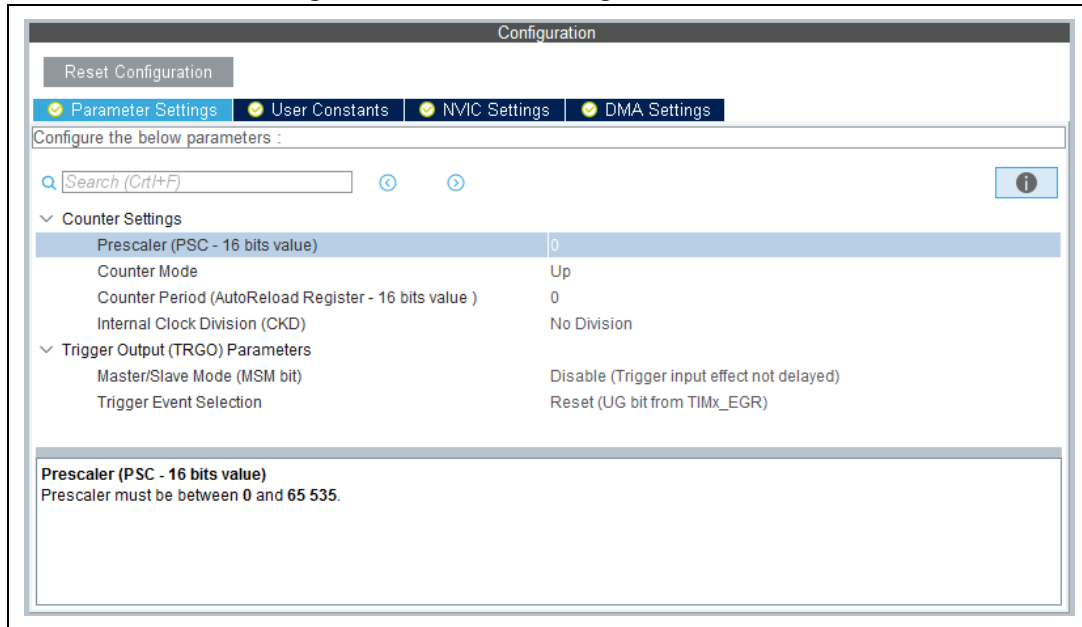 Configuration
Reset Configuration
Parameter Settings User Constants NVIC Settings DMA Settings
Configure the below parameters :
Search (Crtl+F)
Counter Settings
Prescaler (PSC - 16 bits value) 0
Counter Mode Up
Counter Period (AutoReload Register - 16 bits value ) 0
Internal Clock Division (CKD) No Division
Trigger Output (TRGO) Parameters
Master/Slave Mode (MSM bit) Disable (Trigger input effect not delayed)
Trigger Event Selection Reset (UG bit from TIMx_EGR)
Prescaler (PSC - 16 bits value)
Prescaler must be between 0 and 65 535.